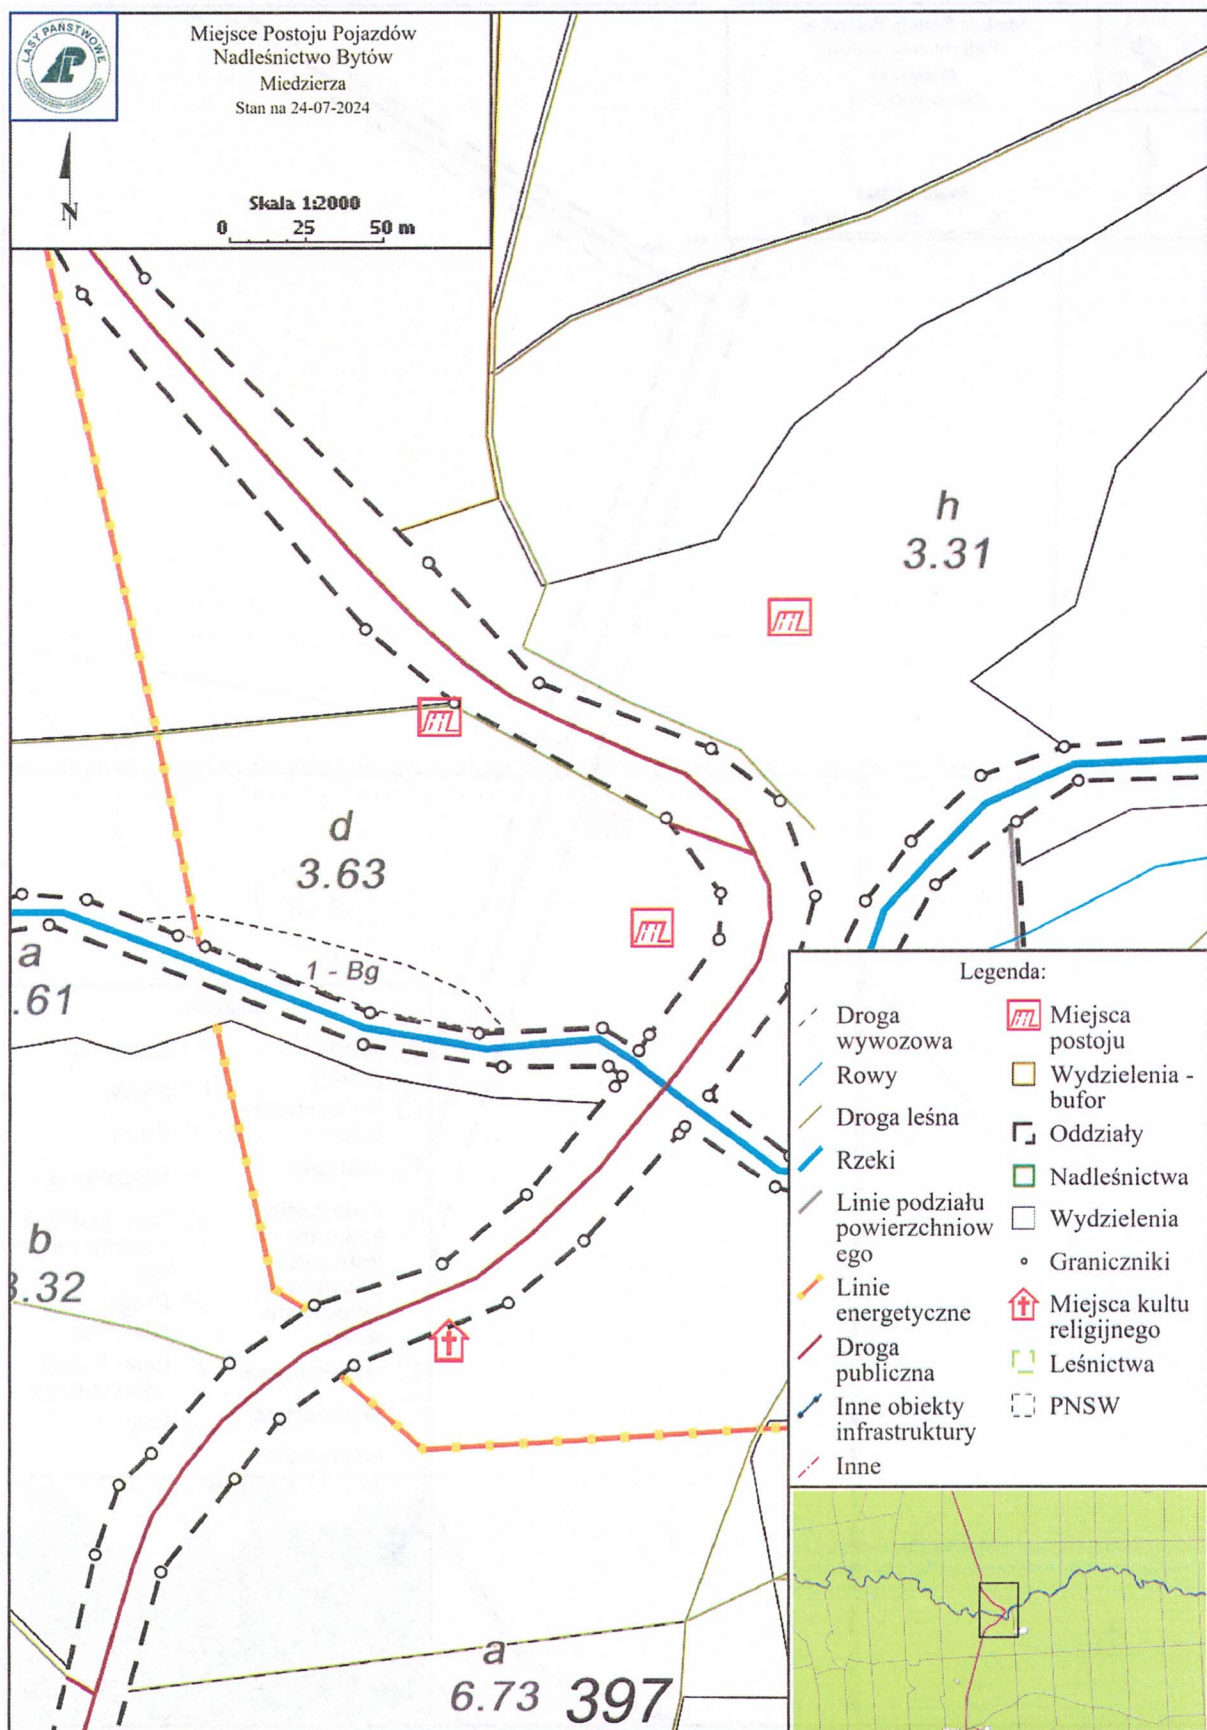 LASY PAŃSTWOWE
Miejsce Postoju Pojazdów
Nadleśnictwo Bytów
Miedzierza
Stan na 24-07-2024
N
Skala 1:2000
0 25 50 m
h
3.31
d
3.63
a
.61
1 - Bg
b
3.32
a
6.73 397
Legenda:
Droga
wywozowa
Rowy
Droga leśna
Rzeki
Linie podziału
powierzchniow
ego
Linie
energetyczne
Droga
publiczna
Inne obiekty
infrastruktury
Inne
Miejsca
postoju
Wydzielenia -
bufor
Oddziały
Nadleśnictwa
Wydzielenia
Graniczniki
Miejsca kultu
religijnego
Leśnictwa
PNSW